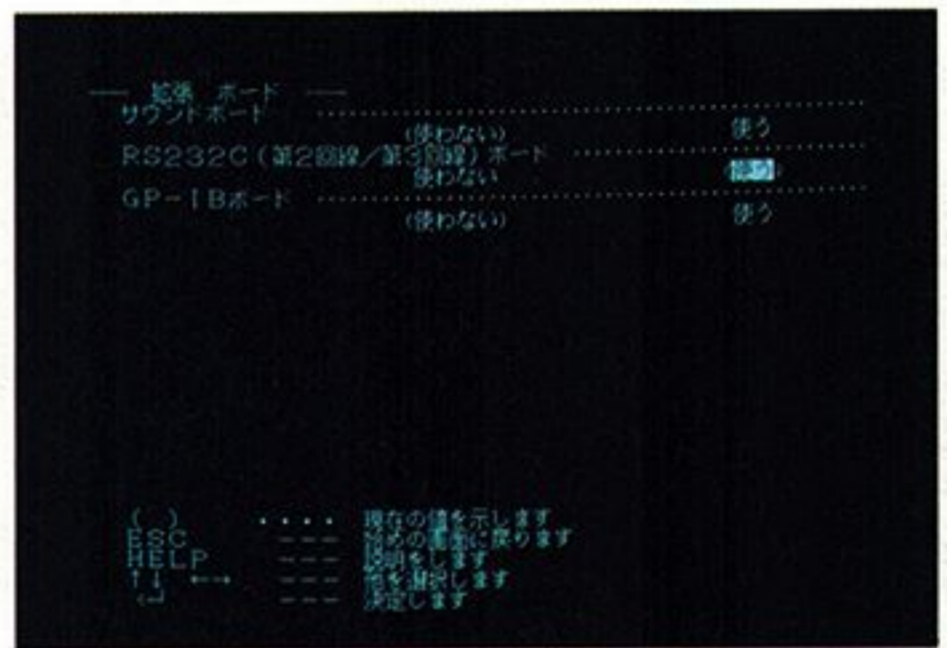 ── 拡張 ボード ──
サウンドボード ‥‥‥‥‥‥‥‥‥‥‥‥‥‥‥‥‥‥
(使わない) 使う
RS232C(第2回線/第3回線)ボード ‥‥‥‥‥‥‥‥‥
使わない (使う)
GP-IBボード ‥‥‥‥‥‥‥‥‥‥‥‥‥‥‥‥‥‥
(使わない) 使う
( ) ・・・・ 現在の値を示します
ESC --- 始めの画面に戻ります
HELP --- 説明をします
↑↓ ←→ --- 値を選択します
↵ --- 決定します